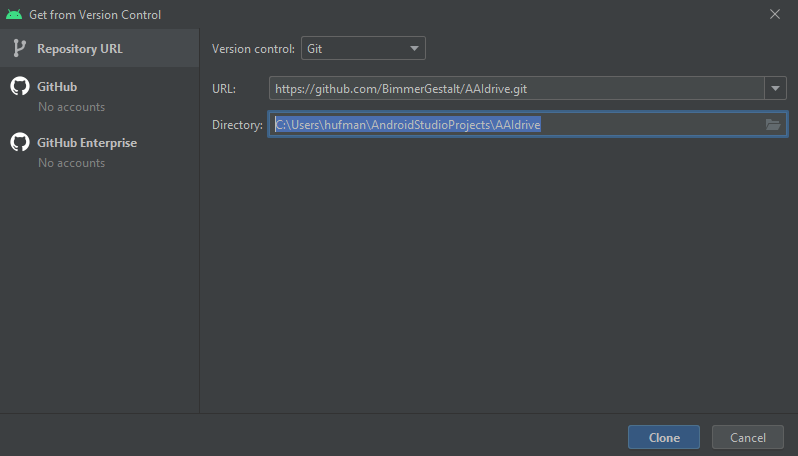 Get from Version Control
Repository URL
GitHub
No accounts
GitHub Enterprise
No accounts
Version control: Git
URL: https://github.com/BimmerGestalt/AAIdrive.git
Directory: C:\Users\hufman\AndroidStudioProjects\AAIdrive
Clone Cancel